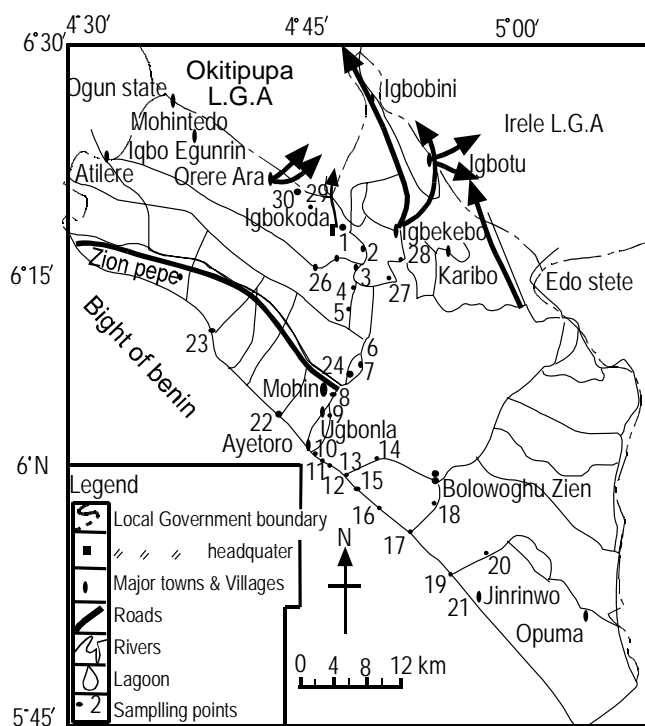 4° 30'
4° 45'
5° 00'
6° 30'
Okitipupa
L.G.A
Igbobini
Ogun state
Mohintedo
Irele L.G.A
Igbo Egunrin
Igbotu
Atilere
Orere Ara
30
29
Igbokoda
1
Igbekebo
2
28
Karibo
6° 15'
Zion pepe
26
3
27
Edo stete
4
5
Bight of benin
23
6
24
7
Mohin
8
22
9
Ugbonla
Ayetoro
10
14
6° N
11
13
12
15
Bolowoghu Zien
16
18
17
20
19
21
Jinrinwo
Opuma
Legend
Local Government boundary
〃 〃 headquater
Major towns & Villages
Roads
Rivers
Lagoon
2 Samplling points
N
0 4 8 12 km
5° 45'